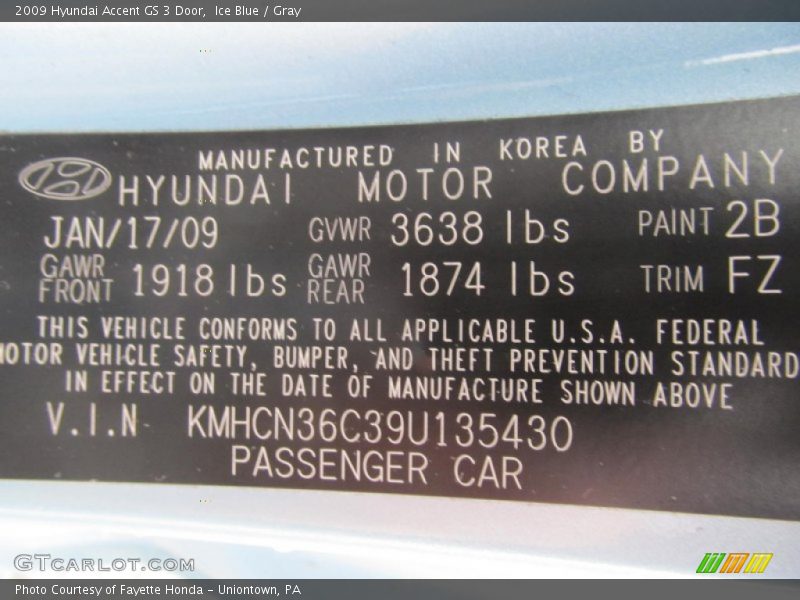 2009 Hyundai Accent GS 3 Door,  Ice Blue / Gray
MANUFACTURED IN KOREA BY
HYUNDAI MOTOR COMPANY
JAN/17/09 GVWR 3638 lbs PAINT 2B
GAWR FRONT 1918 lbs GAWR REAR 1874 lbs TRIM FZ
THIS VEHICLE CONFORMS TO ALL APPLICABLE U.S.A. FEDERAL
MOTOR VEHICLE SAFETY, BUMPER, AND THEFT PREVENTION STANDARD
IN EFFECT ON THE DATE OF MANUFACTURE SHOWN ABOVE
V.I.N KMHCN36C39U135430
PASSENGER CAR
GTCARLOT.COM
Photo Courtesy of Fayette Honda - Uniontown, PA